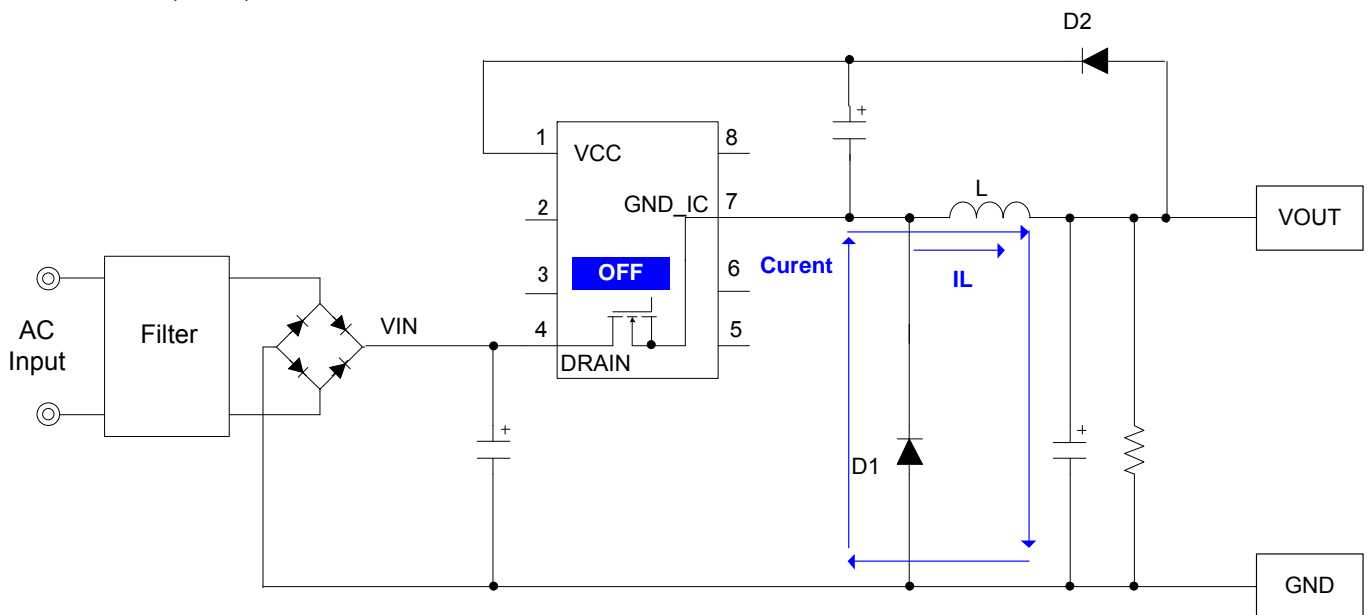 D2
1
VCC
8
2
GND_IC
7
L
VOUT
3
OFF
6
Curent
IL
AC
Input
Filter
VIN
4
DRAIN
5
D1
GND
+
+
+